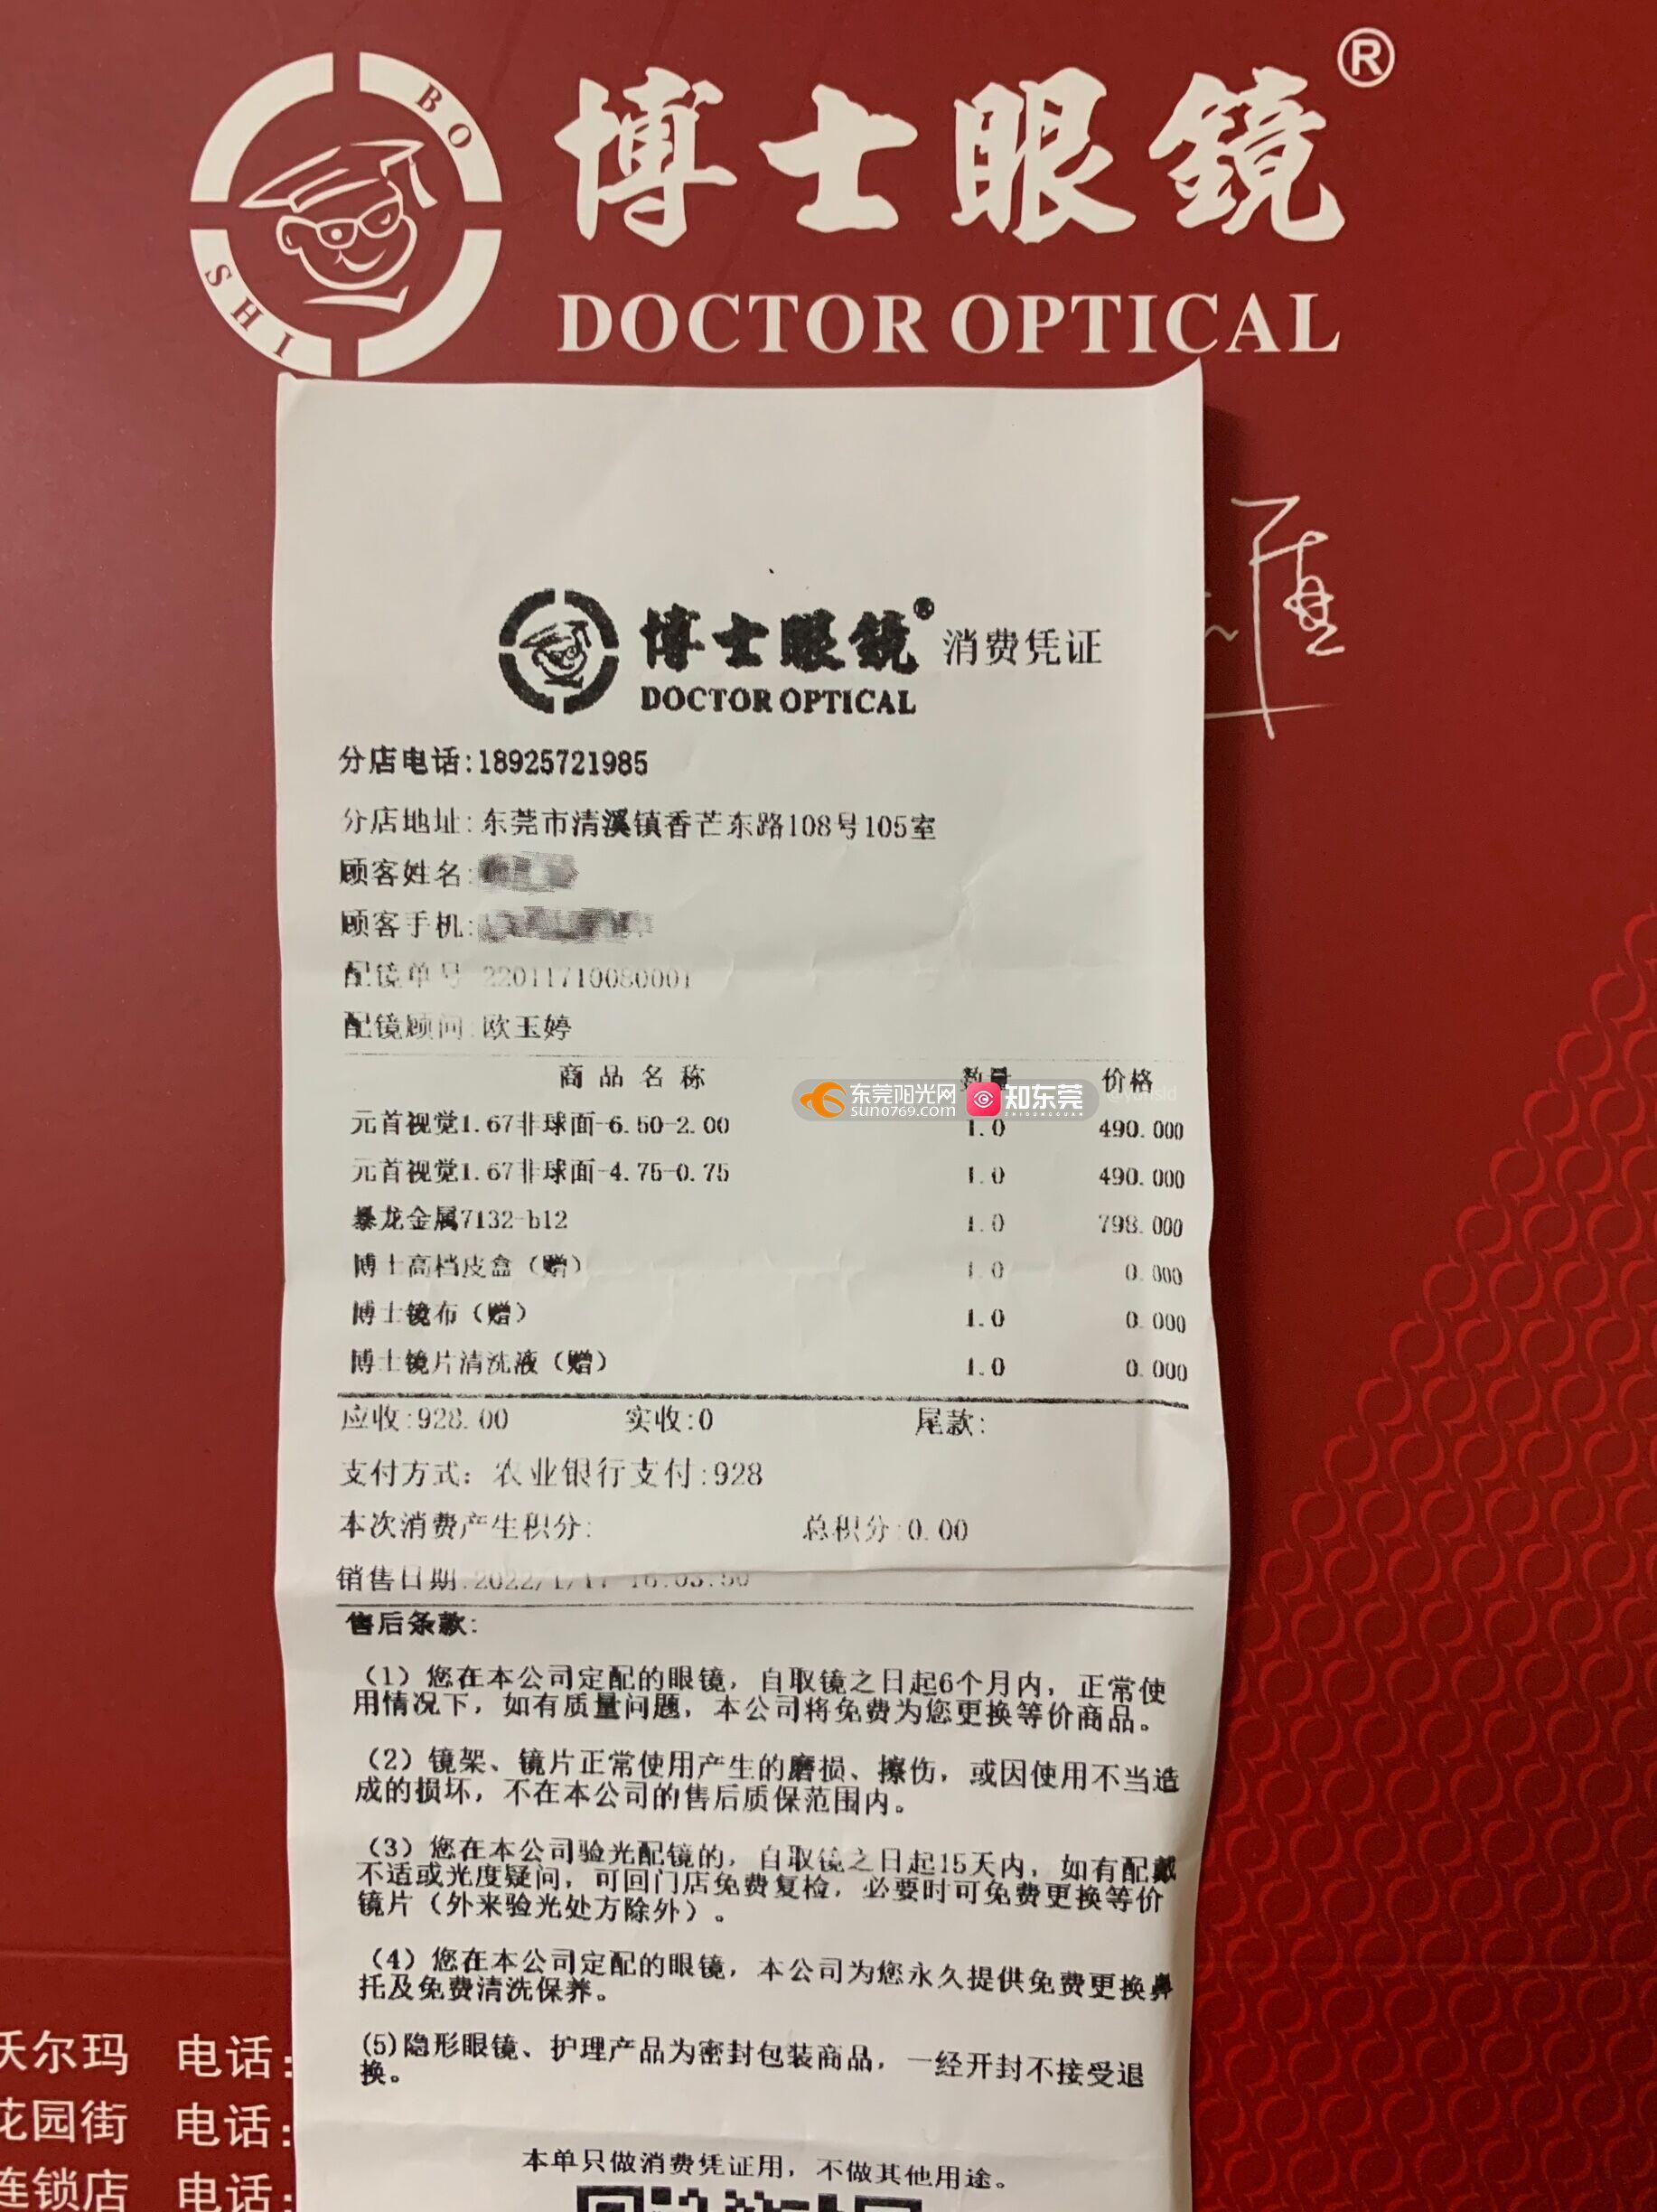 BO
SHI
博士眼鏡®
DOCTOR OPTICAL
雅
博士眼鏡® 消费凭证
DOCTOR OPTICAL
分店电话:18925721985
分店地址:东莞市清溪镇香芒东路108号105室
顾客姓名:
顾客手机:
配镜单号:22011710080001
配镜顾问:欧玉婷
商品名称 数量 价格
东莞阳光网 知东莞
sun0769.com ZHIDONGGUAN
元首视觉1.67非球面-6.50-2.00 1.0 490.000
元首视觉1.67非球面-4.75-0.75 1.0 490.000
暴龙金属7132-b12 1.0 798.000
博士高档皮盒（赠） 1.0 0.000
博士镜布（赠） 1.0 0.000
博士镜片清洗液（赠） 1.0 0.000
应收:928.00 实收:0 尾款:
支付方式：农业银行支付:928
本次消费产生积分: 总积分:0.00
销售日期:2022/1/17 16:03:50
售后条款:
（1）您在本公司定配的眼镜，自取镜之日起6个月内，正常使
用情况下，如有质量问题，本公司将免费为您更换等价商品。
（2）镜架、镜片正常使用产生的磨损、擦伤，或因使用不当造
成的损坏，不在本公司的售后质保范围内。
（3）您在本公司验光配镜的，自取镜之日起15天内，如有配戴
不适或光度疑问，可回门店免费复检，必要时可免费更换等价
镜片（外来验光处方除外）。
（4）您在本公司定配的眼镜，本公司为您永久提供免费更换鼻
托及免费清洗保养。
(5)隐形眼镜、护理产品为密封包装商品，一经开封不接受退
换。
本单只做消费凭证用，不做其他用途。
沃尔玛 电话:
花园街 电话:
连锁店 电话: